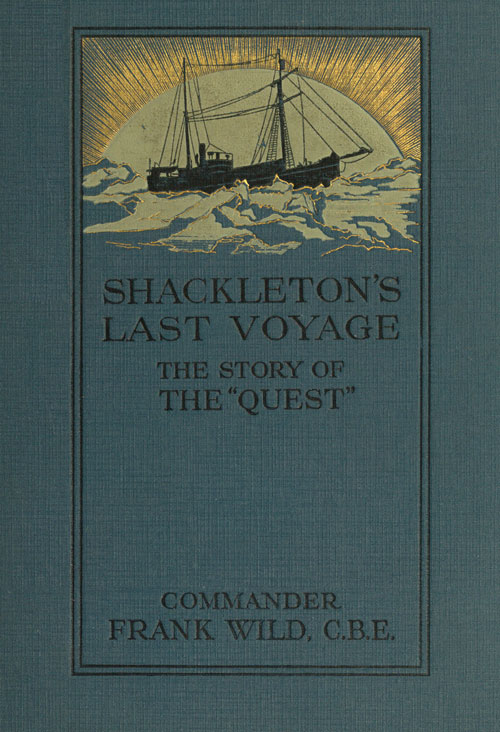 SHACKLETON'S
LAST VOYAGE
THE STORY OF
THE "QUEST"
COMMANDER
FRANK WILD, C.B.E.